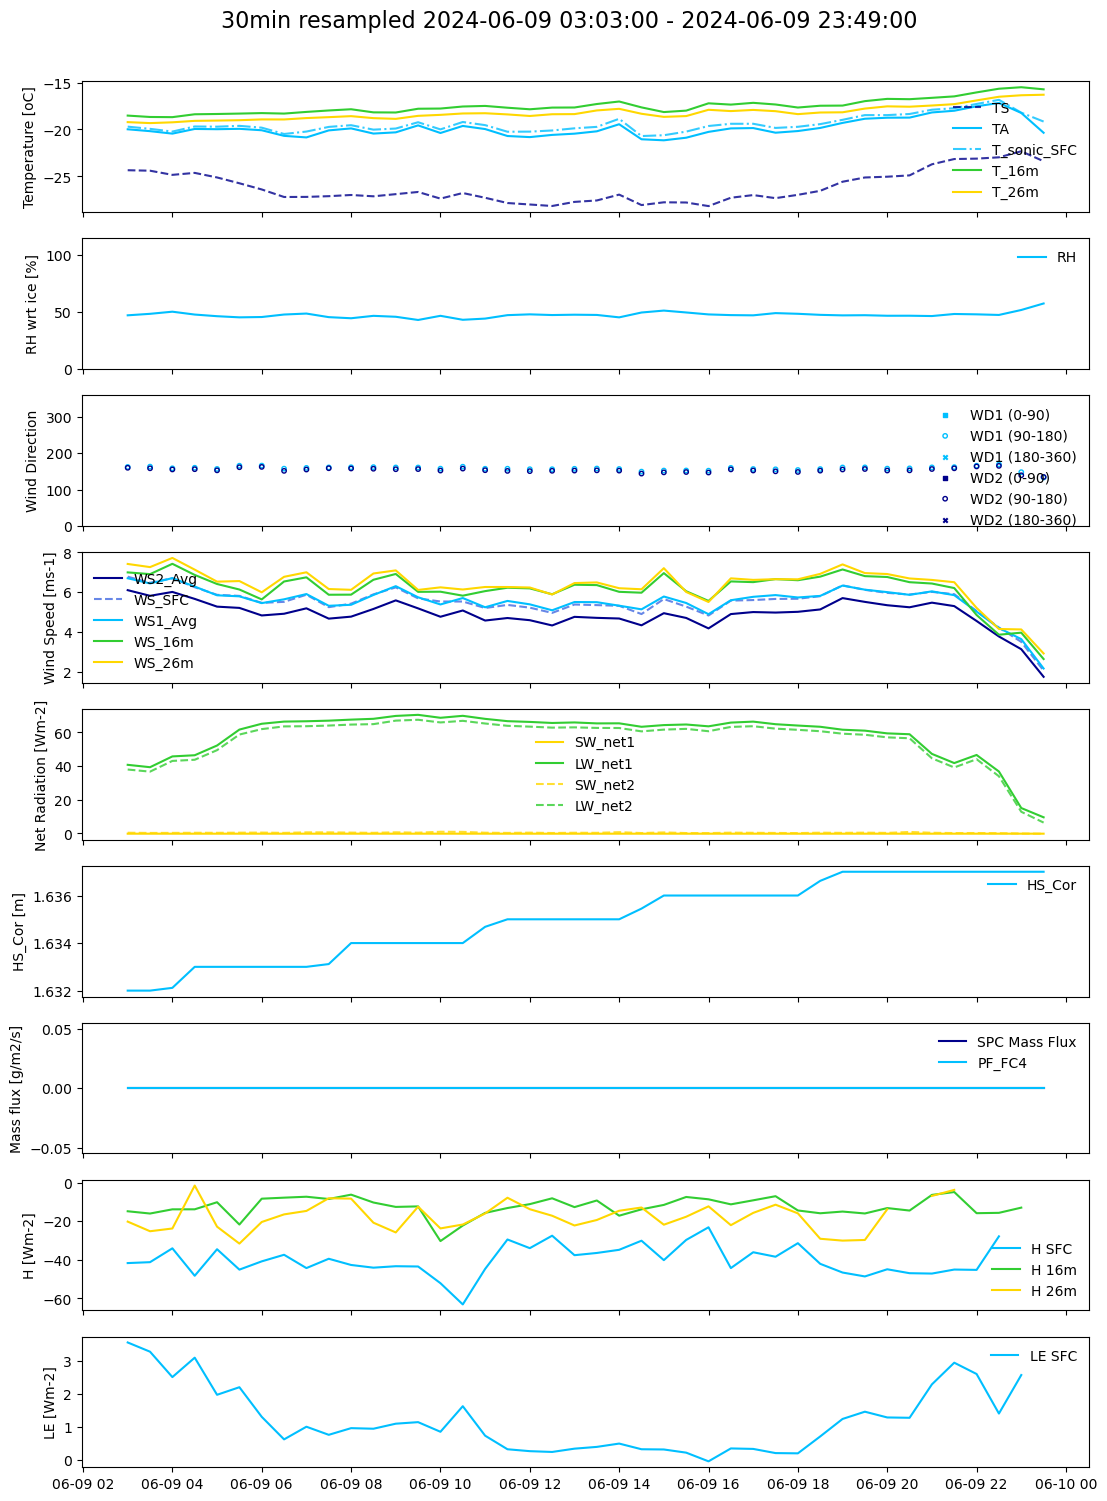 30min resampled 2024-06-09 03:03:00 - 2024-06-09 23:49:00
Temperature [oC]
−15
−20
−25
TS
TA
T_sonic_SFC
T_16m
T_26m
RH wrt ice [%]
100
50
0
RH
Wind Direction
300
200
100
0
WD1 (0-90)
WD1 (90-180)
WD1 (180-360)
WD2 (0-90)
WD2 (90-180)
WD2 (180-360)
Wind Speed [ms-1]
8
6
4
2
WS2_Avg
WS_SFC
WS1_Avg
WS_16m
WS_26m
Net Radiation [Wm-2]
60
40
20
0
SW_net1
LW_net1
SW_net2
LW_net2
HS_Cor [m]
1.636
1.634
1.632
HS_Cor
Mass flux [g/m2/s]
0.05
0.00
−0.05
SPC Mass Flux
PF_FC4
H [Wm-2]
0
−20
−40
−60
H SFC
H 16m
H 26m
LE [Wm-2]
3
2
1
0
LE SFC
06-09 02 06-09 04 06-09 06 06-09 08 06-09 10 06-09 12 06-09 14 06-09 16 06-09 18 06-09 20 06-09 22 06-10 00